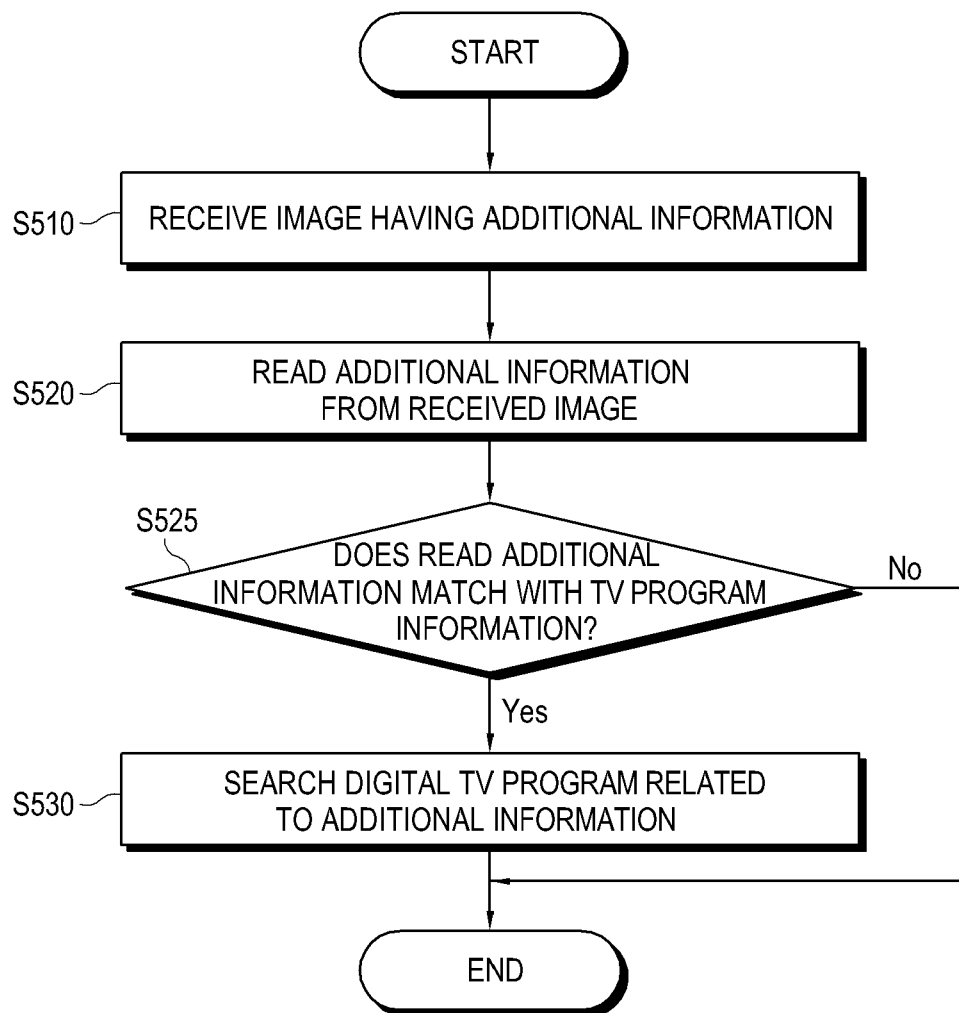 START
S510
RECEIVE IMAGE HAVING ADDITIONAL INFORMATION
S520
READ ADDITIONAL INFORMATION
FROM RECEIVED IMAGE
S525
DOES READ ADDITIONAL
INFORMATION MATCH WITH TV PROGRAM
INFORMATION?
No
Yes
S530
SEARCH DIGITAL TV PROGRAM RELATED
TO ADDITIONAL INFORMATION
END